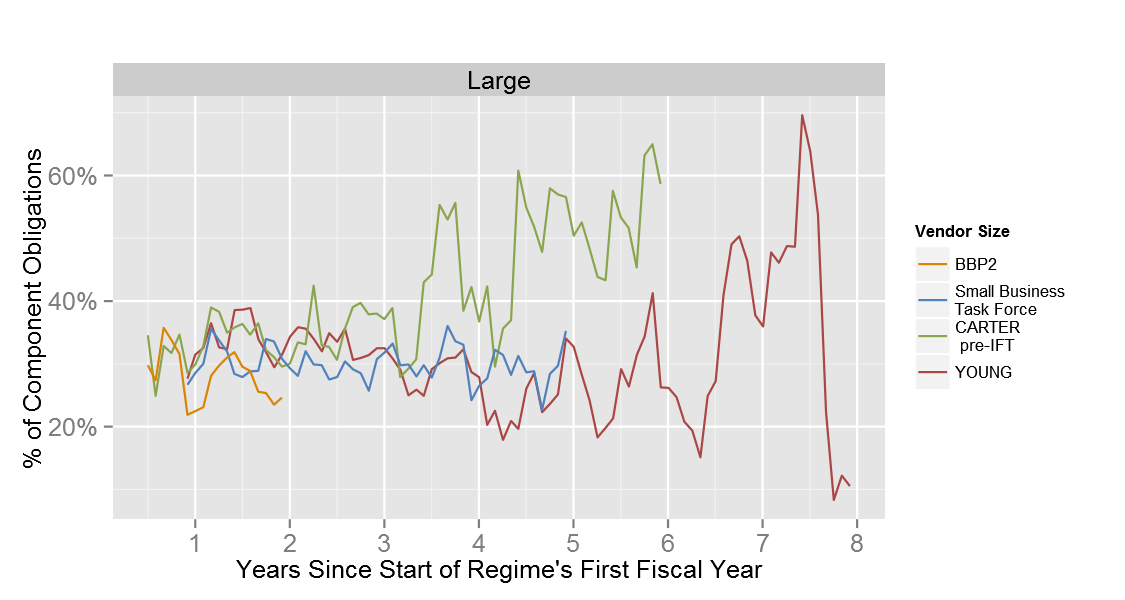 Large
% of Component Obligations
60%
40%
20%
1 2 3 4 5 6 7 8
Years Since Start of Regime's First Fiscal Year
Vendor Size
BBP2
Small Business
Task Force
CARTER
pre-IFT
YOUNG